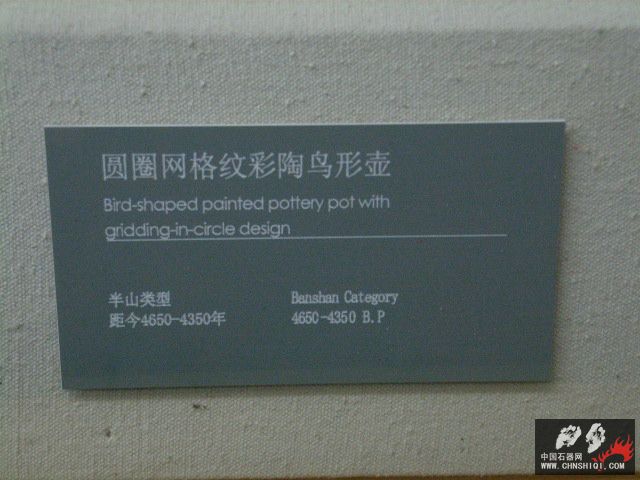 圆圈网格纹彩陶鸟形壶
Bird-shaped painted pottery pot with
gridding-in-circle design
半山类型
Banshan Category
距今4650-4350年
4650-4350 B.P
中国石器网
WWW.CHNSHIQI.COM